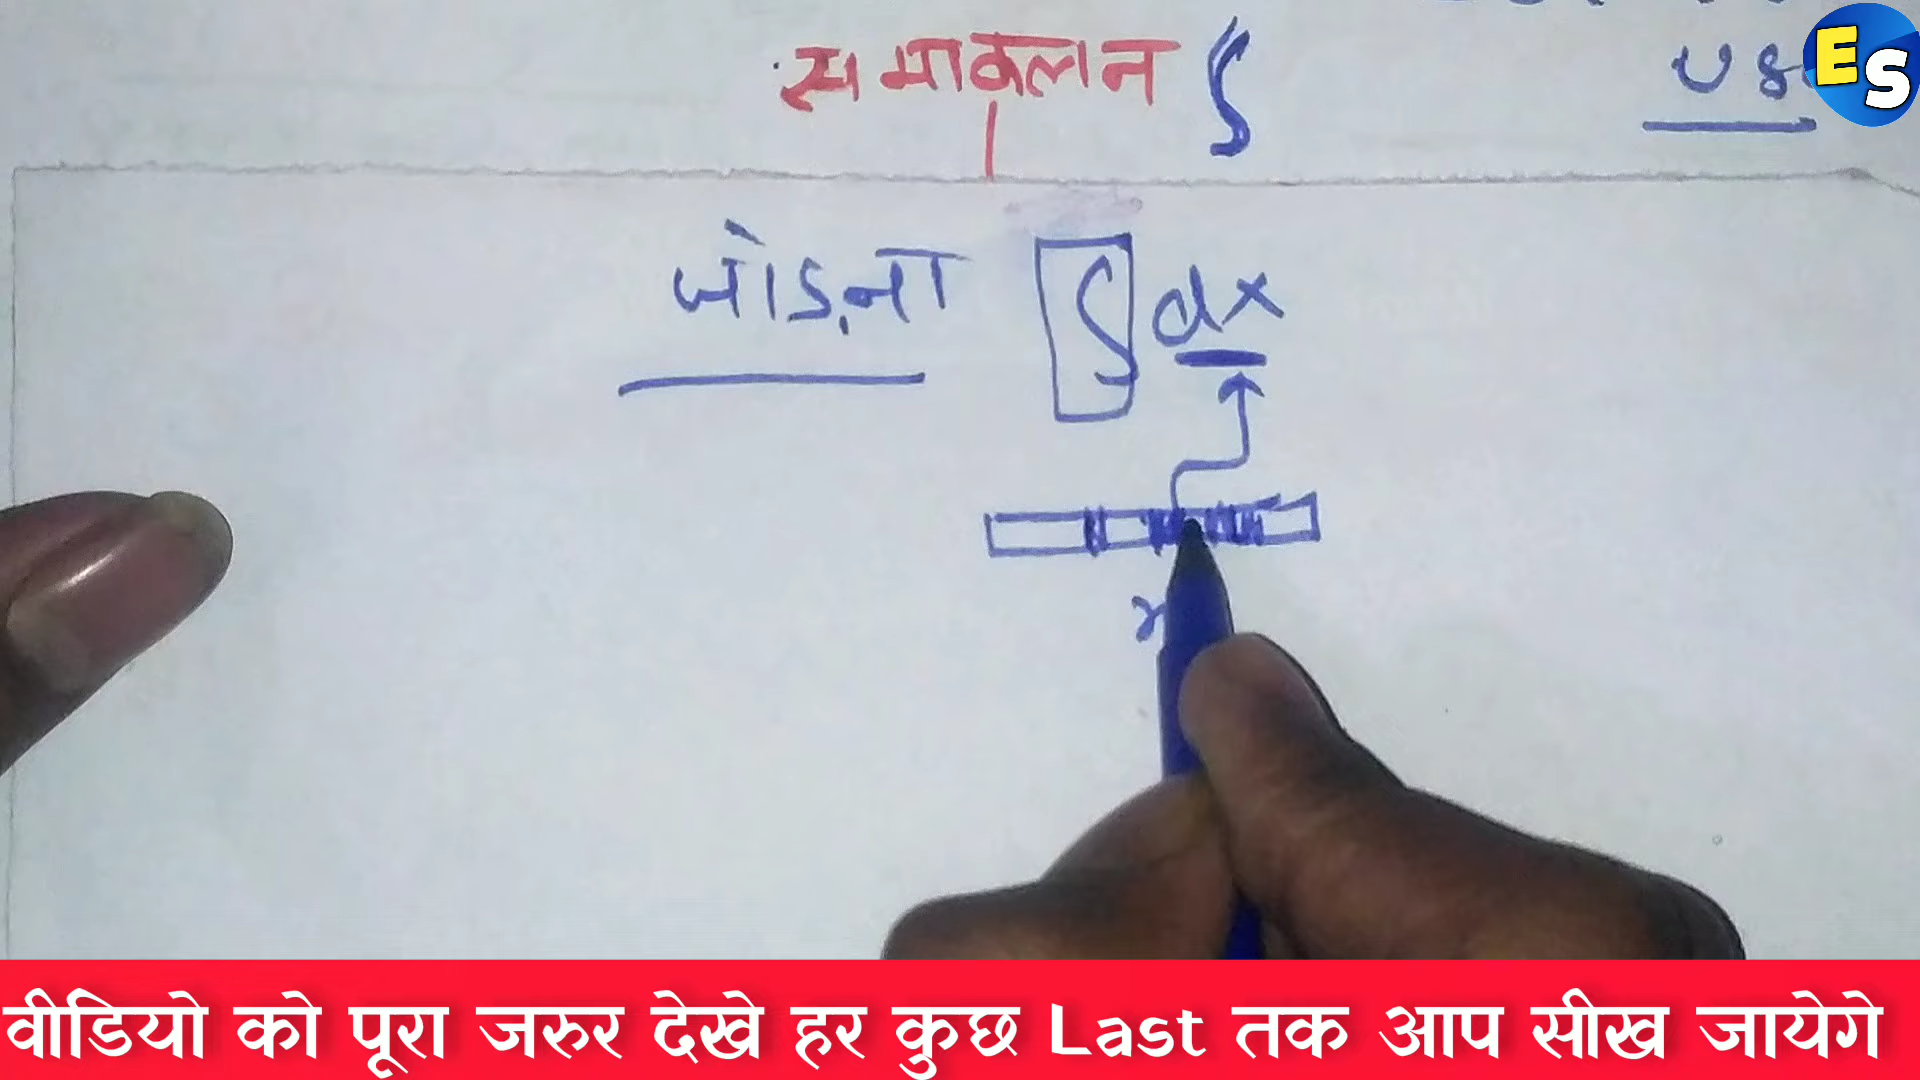 समाकलन ∫
ES
जोड़ना ∫ dx
वीडियो को पूरा जरुर देखे हर कुछ Last तक आप सीख जायेगे